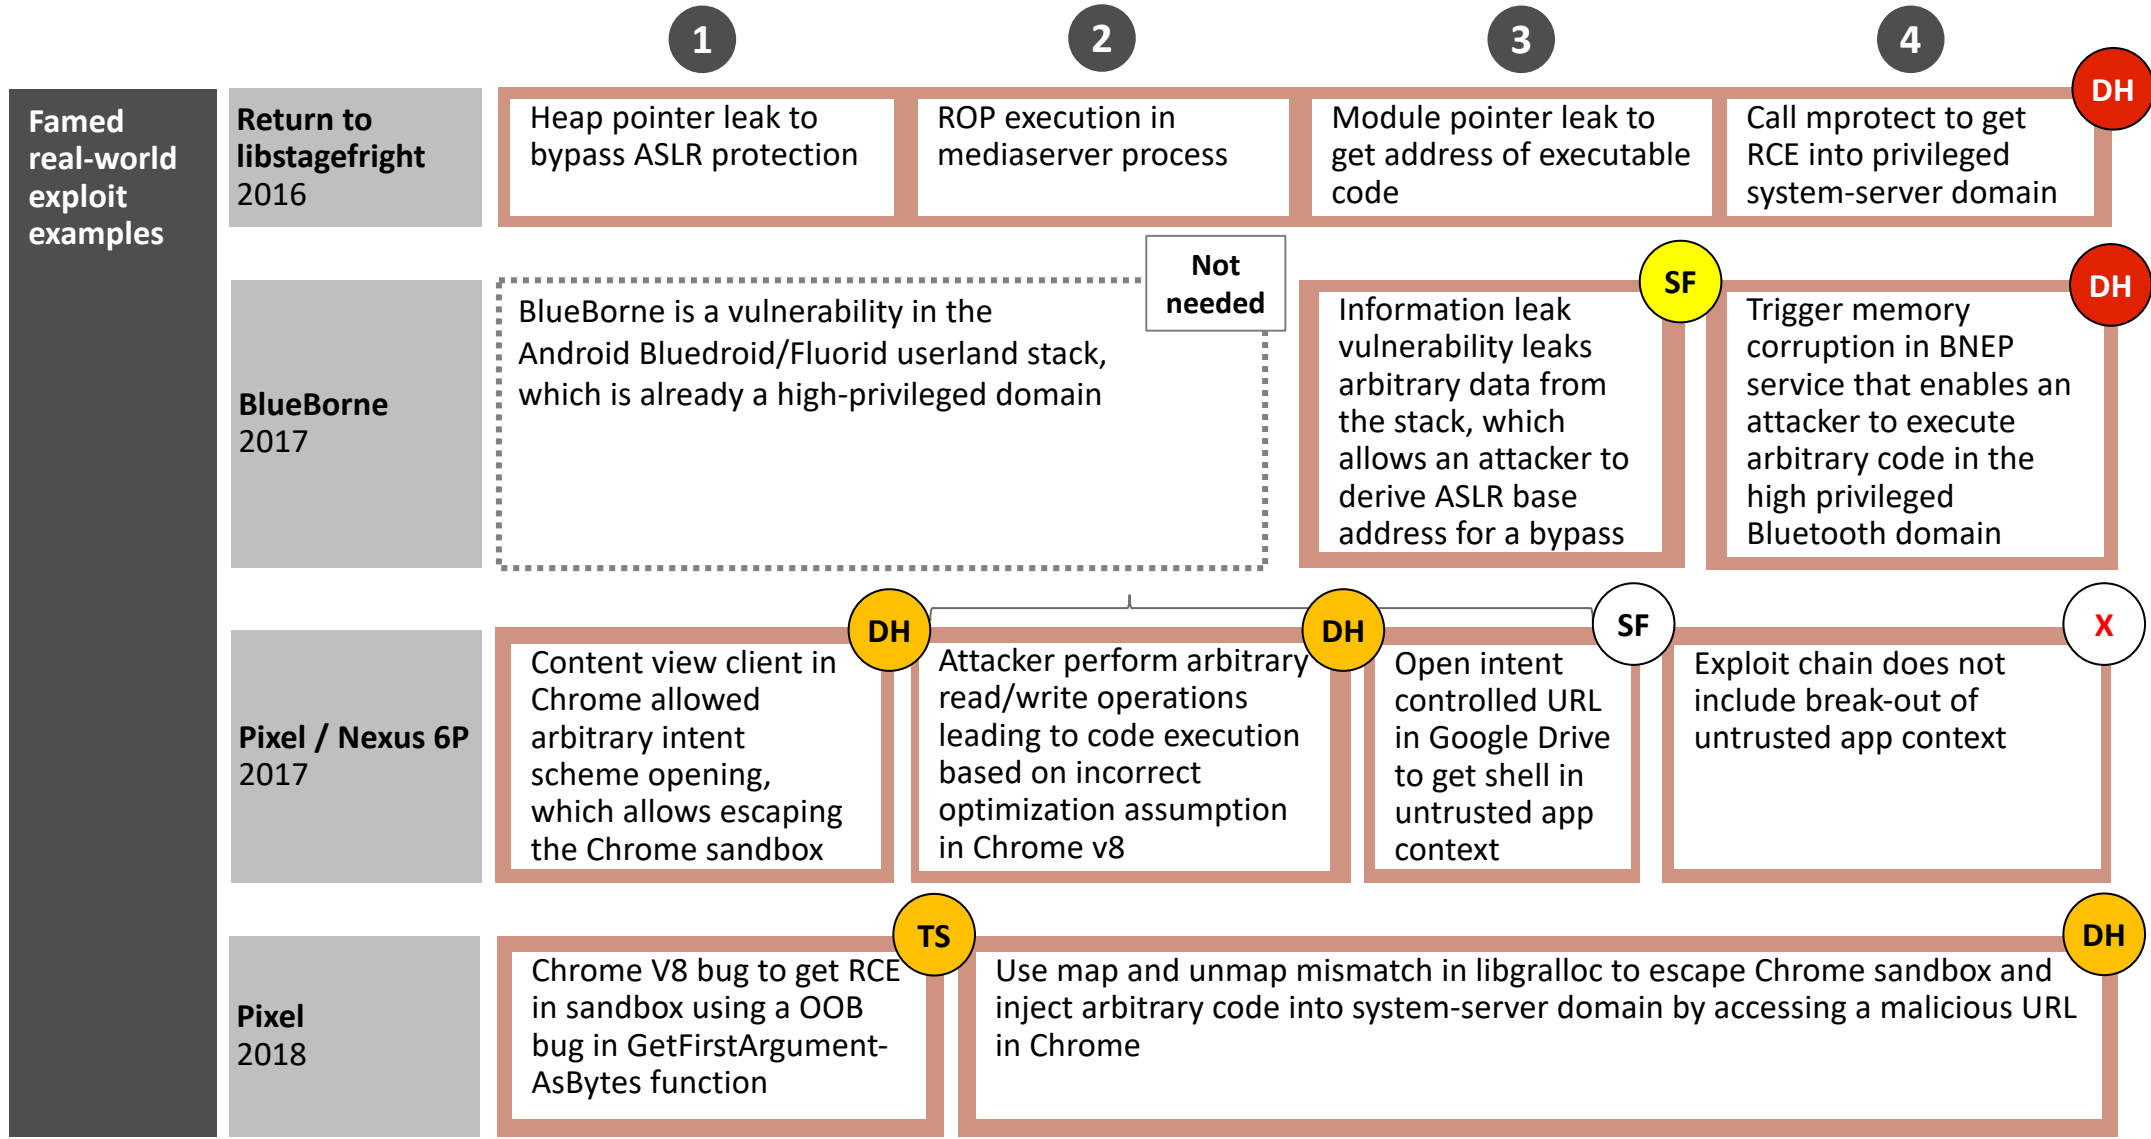 1
2
3
4
Famed
real-world
exploit
examples
Return to
libstagefright
2016
Heap pointer leak to
bypass ASLR protection
ROP execution in
mediaserver process
Module pointer leak to
get address of executable
code
Call mprotect to get
RCE into privileged
system-server domain
DH
BlueBorne
2017
BlueBorne is a vulnerability in the
Android Bluedroid/Fluorid userland stack,
which is already a high-privileged domain
Not
needed
Information leak
vulnerability leaks
arbitrary data from
the stack, which
allows an attacker to
derive ASLR base
address for a bypass
SF
Trigger memory
corruption in BNEP
service that enables an
attacker to execute
arbitrary code in the
high privileged
Bluetooth domain
DH
Pixel / Nexus 6P
2017
Content view client in
Chrome allowed
arbitrary intent
scheme opening,
which allows escaping
the Chrome sandbox
DH
Attacker perform arbitrary
read/write operations
leading to code execution
based on incorrect
optimization assumption
in Chrome v8
DH
Open intent
controlled URL
in Google Drive
to get shell in
untrusted app
context
SF
Exploit chain does not
include break-out of
untrusted app context
X
Pixel
2018
Chrome V8 bug to get RCE
in sandbox using a OOB
bug in GetFirstArgument-
AsBytes function
TS
Use map and unmap mismatch in libgralloc to escape Chrome sandbox and
inject arbitrary code into system-server domain by accessing a malicious URL
in Chrome
DH